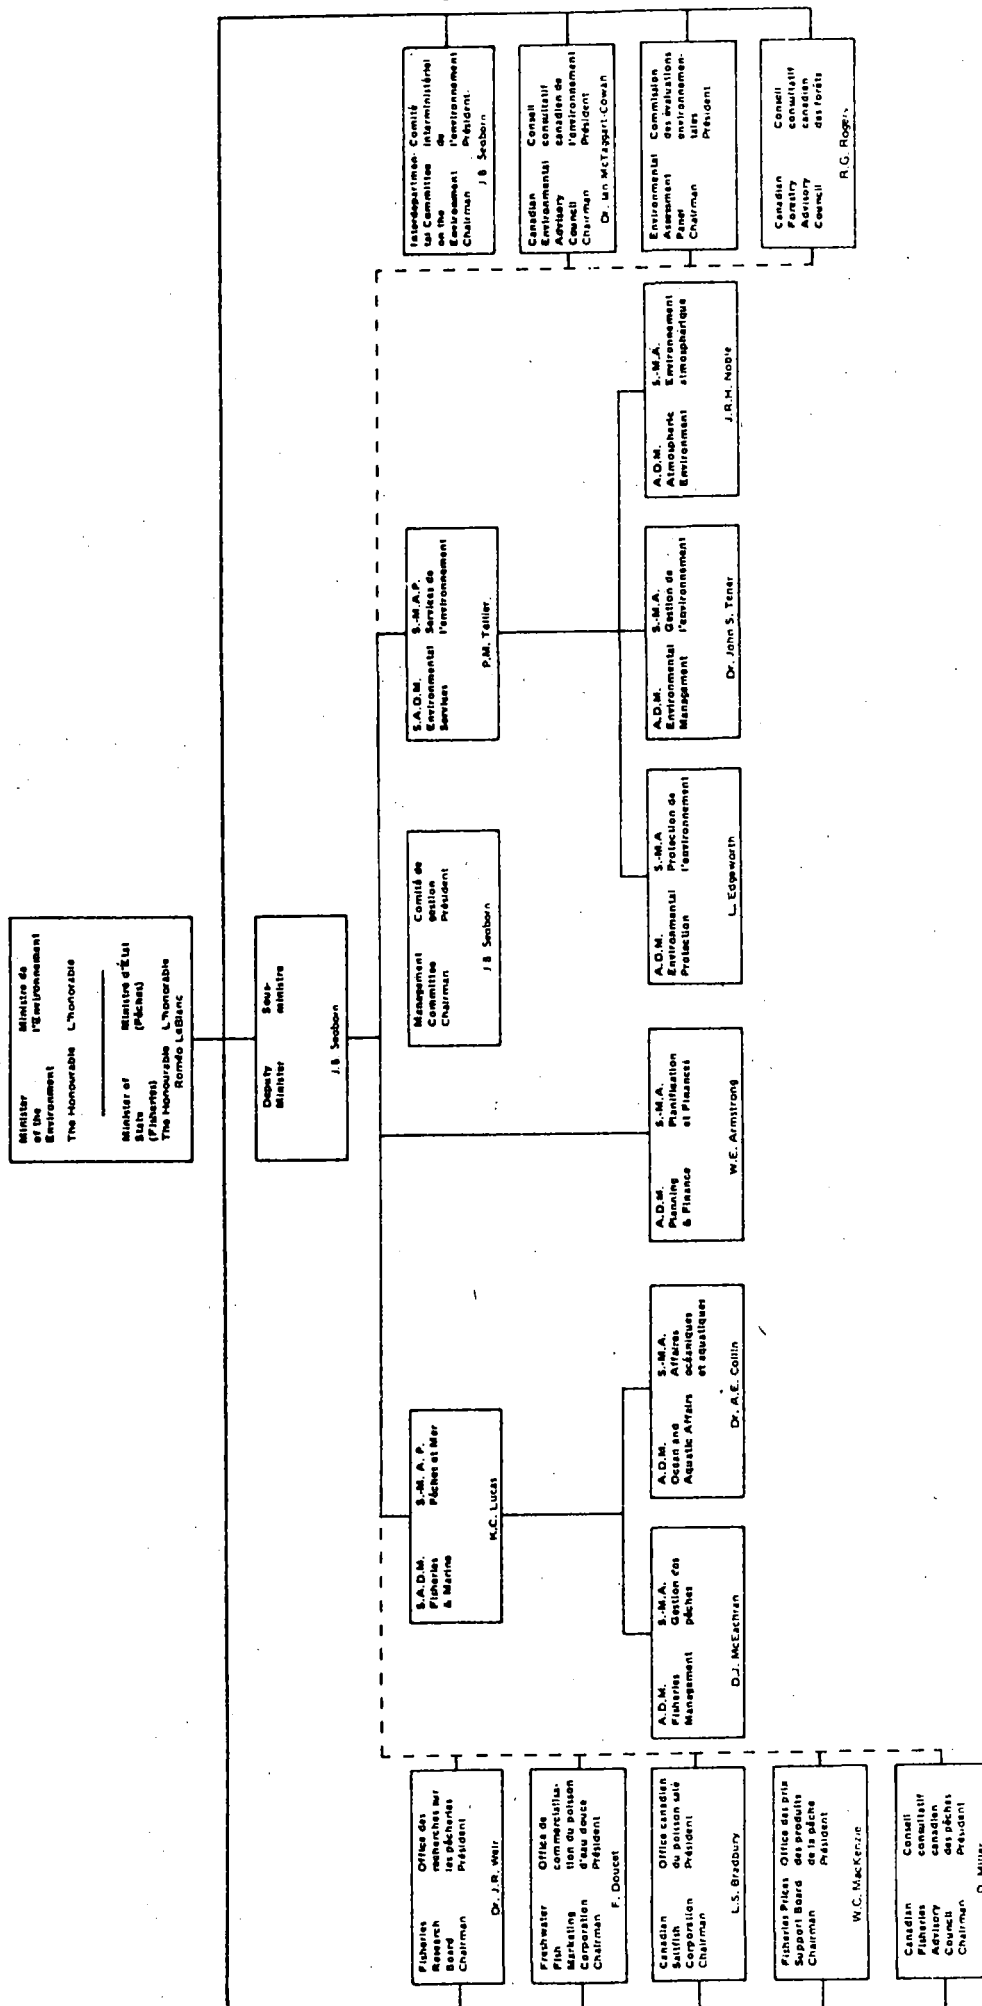 Minister of the Environment
Ministre de l'Environnement
The Honourable L'honorable
Minister of State (Fisheries)
Ministre d'État (Pêches)
The Honourable L'honorable
Roméo LeBlanc
Deputy Minister
Sous-ministre
J.B. Seaborn
Management Committee Chairman
Comité de gestion Président
J.B. Seaborn
S.A.D.M. Fisheries & Marine
S.-M. A. P. Pêches et Mer
K.C. Lucas
S.A.D.M. Environmental Services
S.-M.A.P. Services de l'environnement
P.M. Tellier
A.D.M. Fisheries Management
S.-M.A. Gestion des pêches
D.J. McEachran
A.D.M. Ocean and Aquatic Affairs
S.-M.A. Affaires océaniques et aquatiques
Dr. A.E. Collin
A.D.M. Planning & Finance
S.-M.A. Planification et Finances
W.E. Armstrong
A.D.M. Environmental Protection
S.-M.A Protection de l'environnement
L. Edgeworth
A.D.M. Environmental Management
S.-M.A. Gestion de l'environnement
Dr. John S. Tener
A.D.M. Atmospheric Environment
S.-M.A. Environnement atmosphérique
J.R.H. Noble
Fisheries Research Board Chairman
Office des recherches sur les pêcheries Président
Dr. J.R. Weir
Freshwater Fish Marketing Corporation Chairman
Office de commercialisation du poisson d'eau douce Président
F. Doucet
Canadian Saltfish Corporation Chairman
Office canadien du poisson salé Président
L.S. Bradbury
Fisheries Prices Support Board Chairman
Office des prix des produits de la pêche Président
W.C. MacKenzie
Canadian Fisheries Advisory Council Chairman
Conseil consultatif canadien des pêches Président
Interdepartmental Committee on the Environment Chairman
Comité Interministériel de l'environnement Président
J.B. Seaborn
Canadian Environmental Advisory Council Chairman
Conseil consultatif canadien de l'environnement Président
Dr. Ian McTaggart-Cowan
Environmental Assessment Panel Chairman
Commission des évaluations environnementales Président
Canadian Forestry Advisory Council
Conseil consultatif canadien des forêts
R.G. Rogers